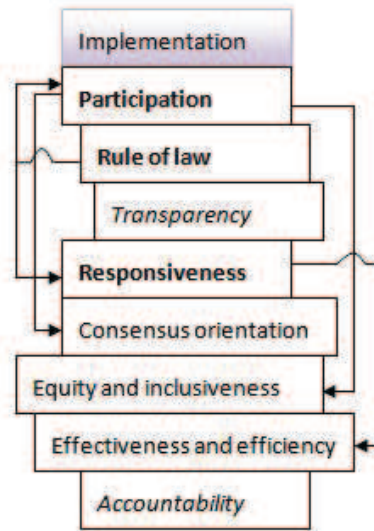 Implementation
Participation
Rule of law
Transparency
Responsiveness
Consensus orientation
Equity and inclusiveness
Effectiveness and efficiency
Accountability